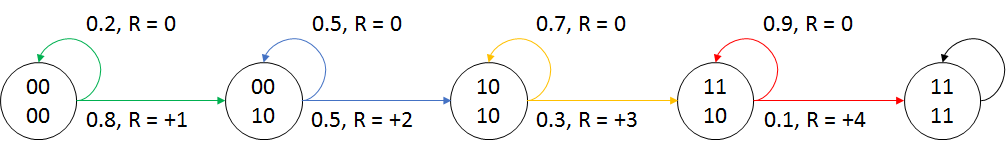 0.2, R = 0
0.5, R = 0
0.7, R = 0
0.9, R = 0
00
00
00
10
10
10
11
10
11
11
0.8, R = +1
0.5, R = +2
0.3, R = +3
0.1, R = +4